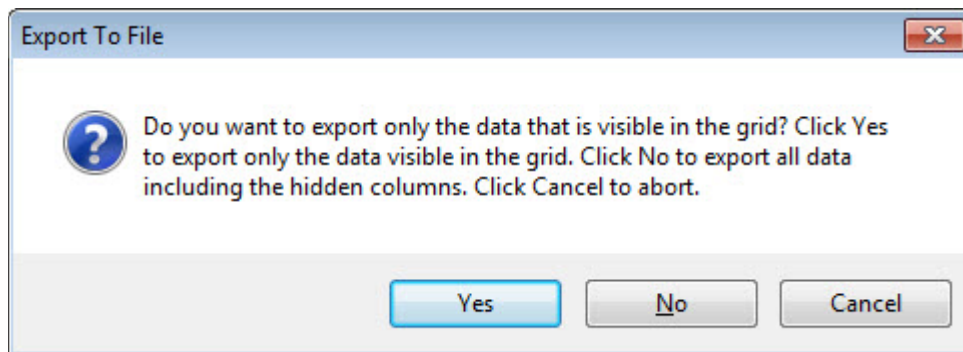 Export To File
Do you want to export only the data that is visible in the grid? Click Yes
to export only the data visible in the grid. Click No to export all data
including the hidden columns. Click Cancel to abort.
Yes
No
Cancel